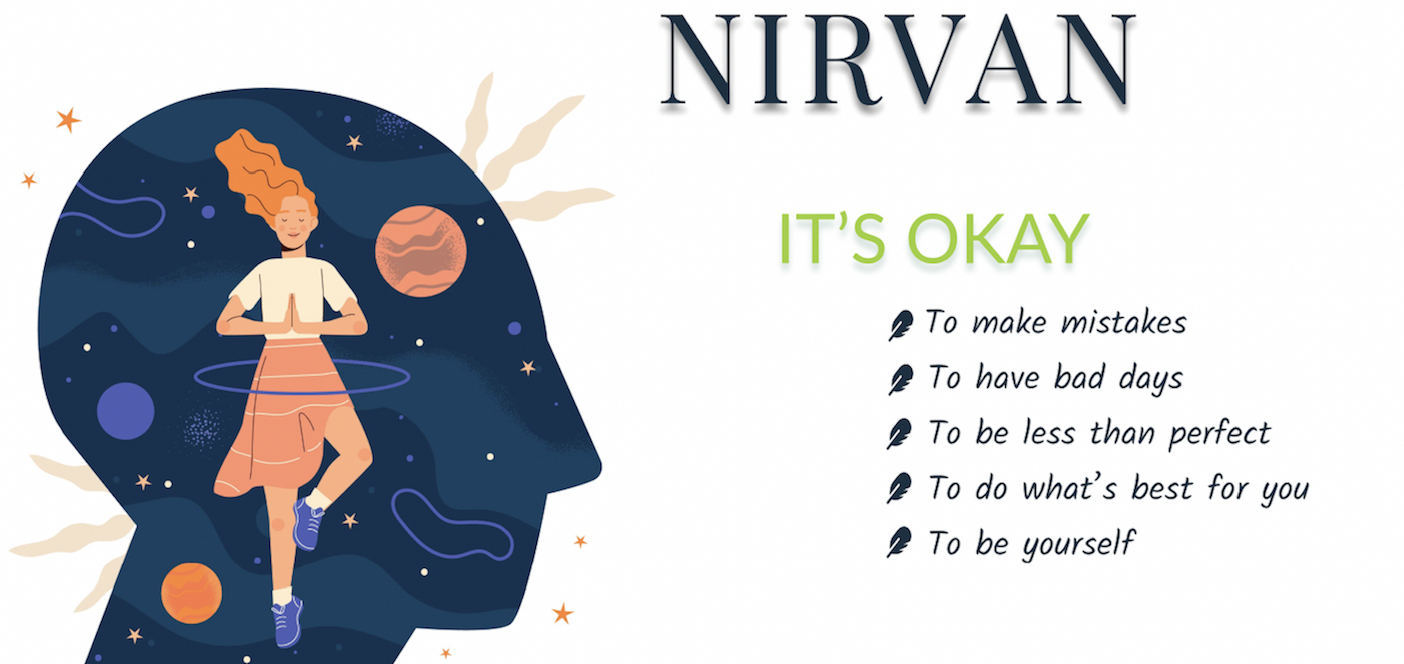 NIRVAN
IT’S OKAY
To make mistakes
To have bad days
To be less than perfect
To do what’s best for you
To be yourself